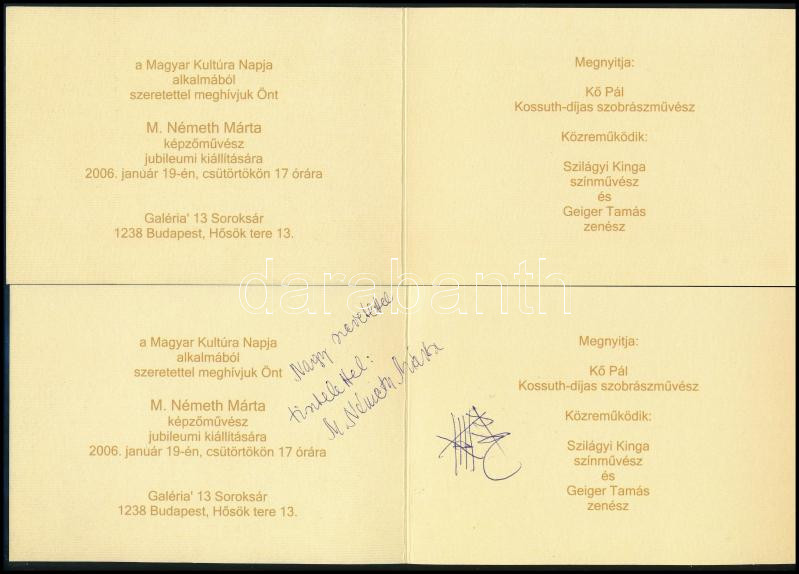 a Magyar Kultúra Napja
alkalmából
szeretettel meghívjuk Önt
M. Németh Márta
képzőművész
jubileumi kiállítására
2006. január 19-én, csütörtökön 17 órára
Galéria' 13 Soroksár
1238 Budapest, Hősök tere 13.
Megnyitja:
Kő Pál
Kossuth-díjas szobrászművész
Közreműködik:
Szilágyi Kinga
színművész
és
Geiger Tamás
zenész
darabanth
a Magyar Kultúra Napja
alkalmából
szeretettel meghívjuk Önt
M. Németh Márta
képzőművész
jubileumi kiállítására
2006. január 19-én, csütörtökön 17 órára
Galéria' 13 Soroksár
1238 Budapest, Hősök tere 13.
Nagy szeretettel
tisztelettel:
M. Németh Márta
Megnyitja:
Kő Pál
Kossuth-díjas szobrászművész
Közreműködik:
Szilágyi Kinga
színművész
és
Geiger Tamás
zenész